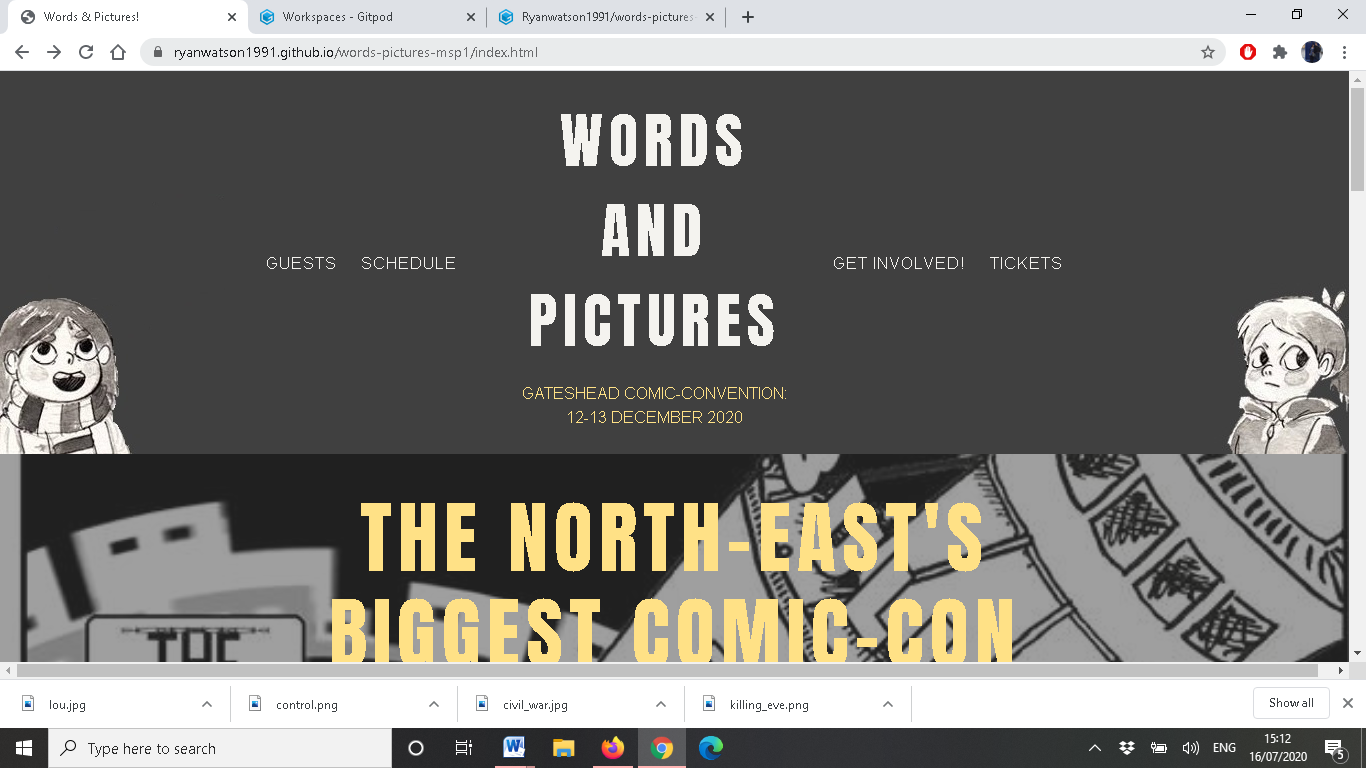 Words & Pictures!
Workspaces - Gitpod
Ryanwatson1991/words-pictures
ryanwatson1991.github.io/words-pictures-msp1/index.html
WORDS
AND
PICTURES
GUESTS SCHEDULE
GET INVOLVED! TICKETS
GATESHEAD COMIC-CONVENTION:
12-13 DECEMBER 2020
THE NORTH-EAST'S
BIGGEST COMIC-CON
THE
lou.jpg
control.png
civil_war.jpg
killing_eve.png
Show all
Type here to search
ENG
15:12
16/07/2020
5